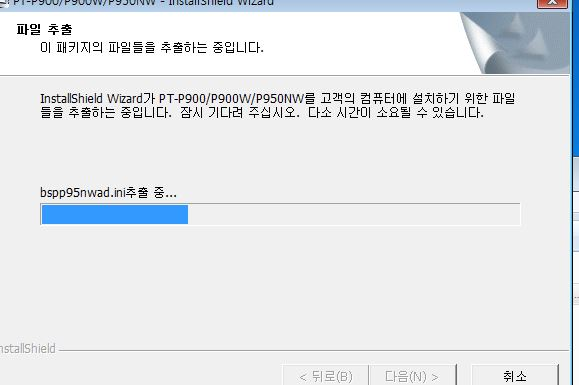 PT-P900/P900W/P950NW - InstallShield Wizard
파일 추출
이 패키지의 파일들을 추출하는 중입니다.
InstallShield Wizard가 PT-P900/P900W/P950NW를 고객의 컴퓨터에 설치하기 위한 파일
들을 추출하는 중입니다. 잠시 기다려 주십시오. 다소 시간이 소요될 수 있습니다.
bspp95nwad.ini추출 중...
nstallShield
< 뒤로(B)
다음(N) >
취소